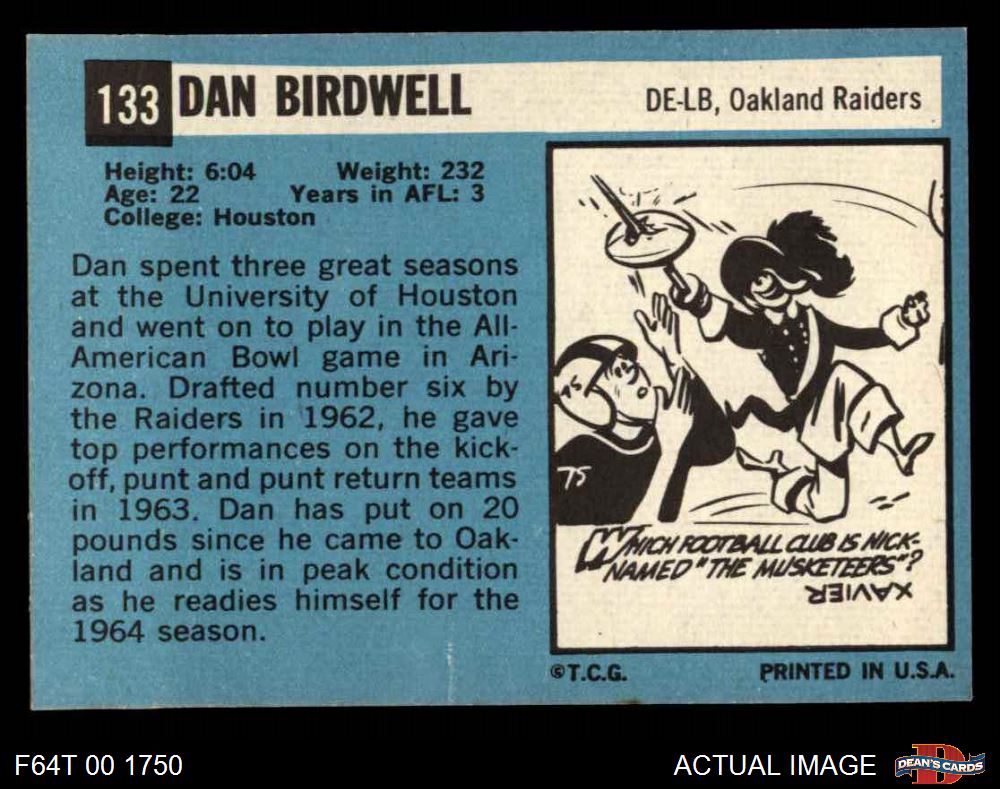 133 DAN BIRDWELL DE-LB, Oakland Raiders
Height: 6:04 Weight: 232
Age: 22 Years in AFL: 3
College: Houston
Dan spent three great seasons
at the University of Houston
and went on to play in the All-
American Bowl game in Ari-
zona. Drafted number six by
the Raiders in 1962, he gave
top performances on the kick-
off, punt and punt return teams
in 1963. Dan has put on 20
pounds since he came to Oak-
land and is in peak condition
as he readies himself for the
1964 season.
75
75
WHICH FOOTBALL CLUB IS NICK-
NAMED "THE MUSKETEERS"?
XAVIER
©T.C.G. PRINTED IN U.S.A.
F64T 00 1750 ACTUAL IMAGE
D
DEAN'S CARDS